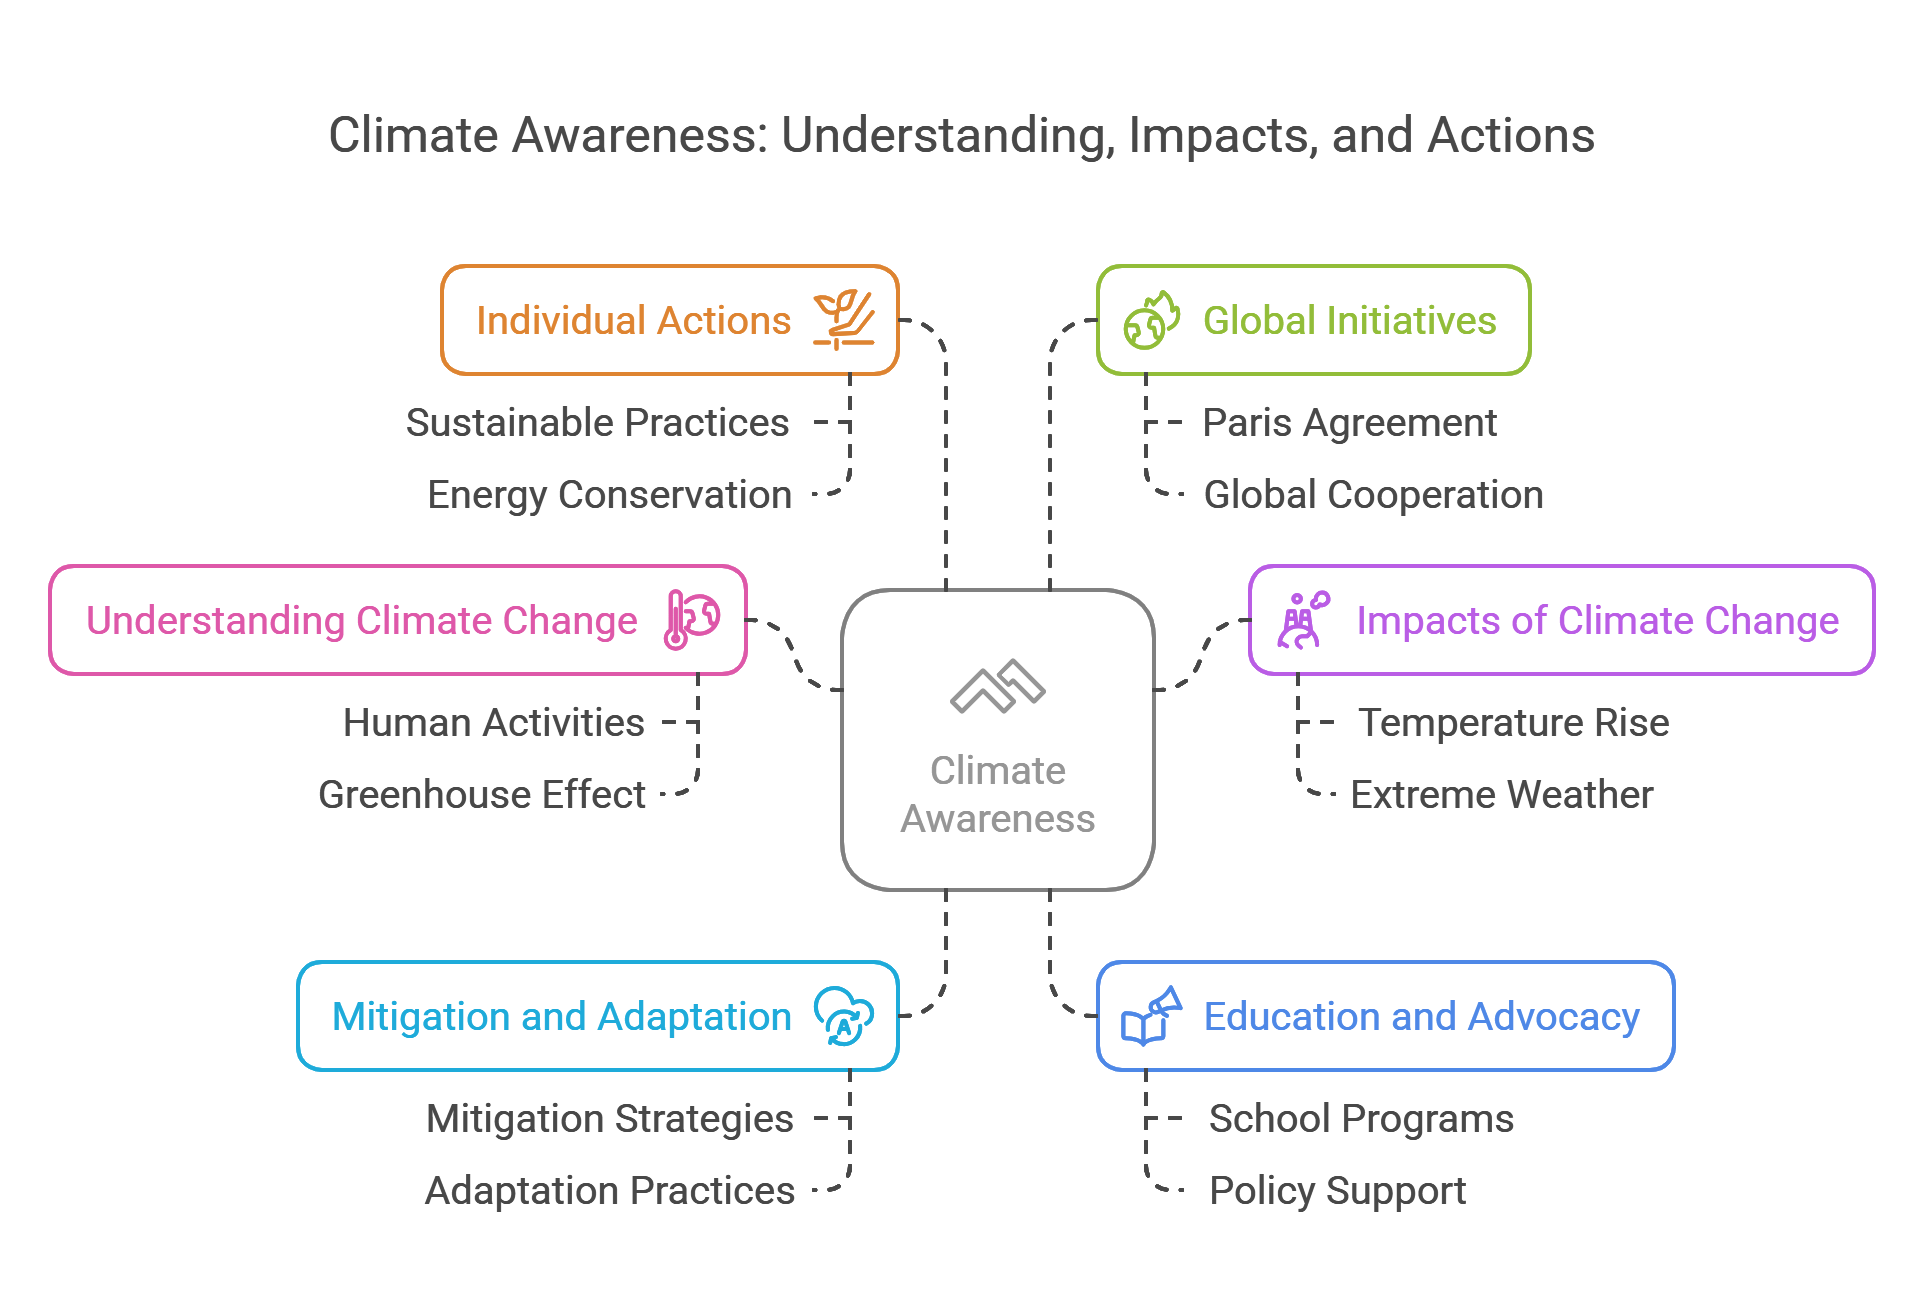 Climate Awareness: Understanding, Impacts, and Actions
Individual Actions
Sustainable Practices
Energy Conservation
Global Initiatives
Paris Agreement
Global Cooperation
Understanding Climate Change
Human Activities
Greenhouse Effect
Climate
Awareness
Impacts of Climate Change
Temperature Rise
Extreme Weather
Mitigation and Adaptation
A
Mitigation Strategies
Adaptation Practices
Education and Advocacy
School Programs
Policy Support